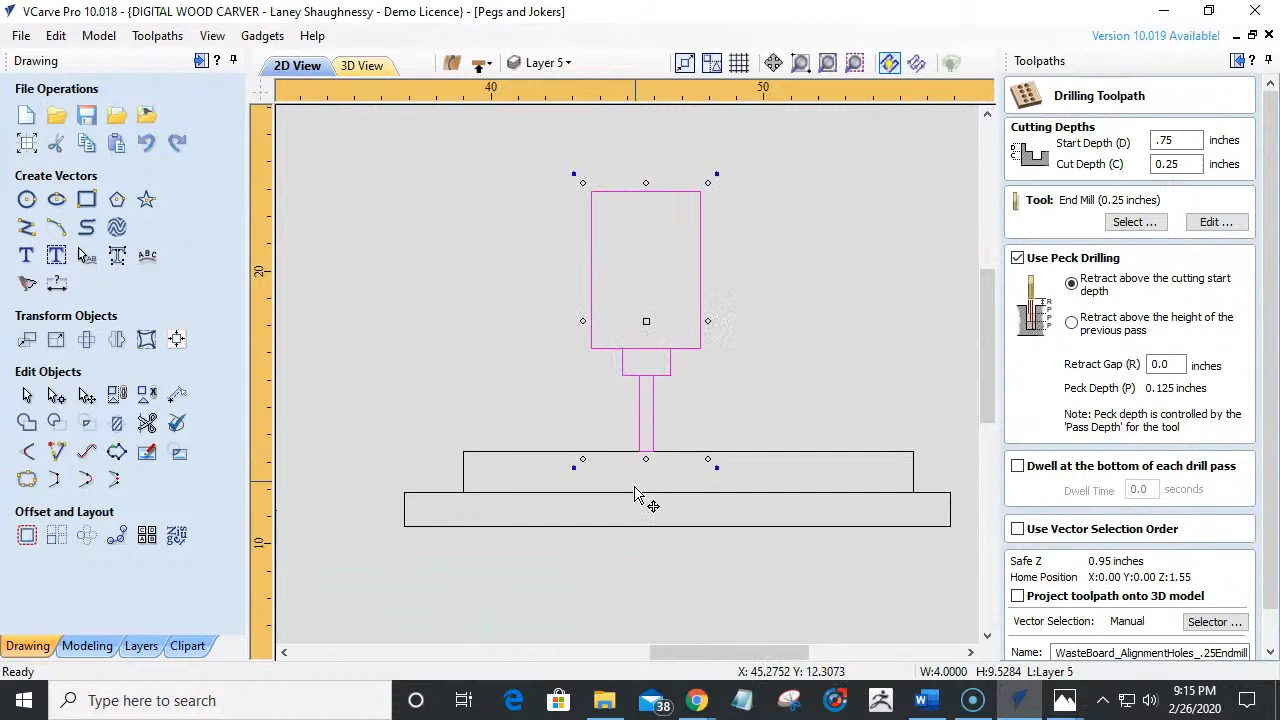 VCarve Pro 10.018 - {DIGITAL WOOD CARVER - Laney Shaughnessy - Demo Licence} - [Pegs and Jokers]
File Edit Model Toolpaths View Gadgets Help
Version 10.019 Available!
Drawing
2D View
3D View
Layer 5
Toolpaths
File Operations
40
50
Drilling Toolpath
Cutting Depths
Start Depth (D) .75 inches
Cut Depth (C) 0.25 inches
Create Vectors
Tool: End Mill (0.25 inches)
Select ... Edit ...
Use Peck Drilling
20
Retract above the cutting start
depth
Retract above the height of the
previous pass
Transform Objects
Retract Gap (R) 0.0 inches
Peck Depth (P) 0.125 inches
Note: Peck depth is controlled by the
'Pass Depth' for the tool
Edit Objects
Dwell at the bottom of each drill pass
Dwell Time 0.0 seconds
Offset and Layout
Use Vector Selection Order
10
Safe Z 0.95 inches
Home Position X:0.00 Y:0.00 Z:1.55
Project toolpath onto 3D model
Vector Selection: Manual Selector ...
Name: WasteBoard_AlignmentHoles_.25Endmill
Drawing Modeling Layers Clipart
Ready
X: 45.2752 Y: 12.3073
W:4.0000 H:9.5284 L:Layer 5
Type here to search
38
9:15 PM
2/26/2020